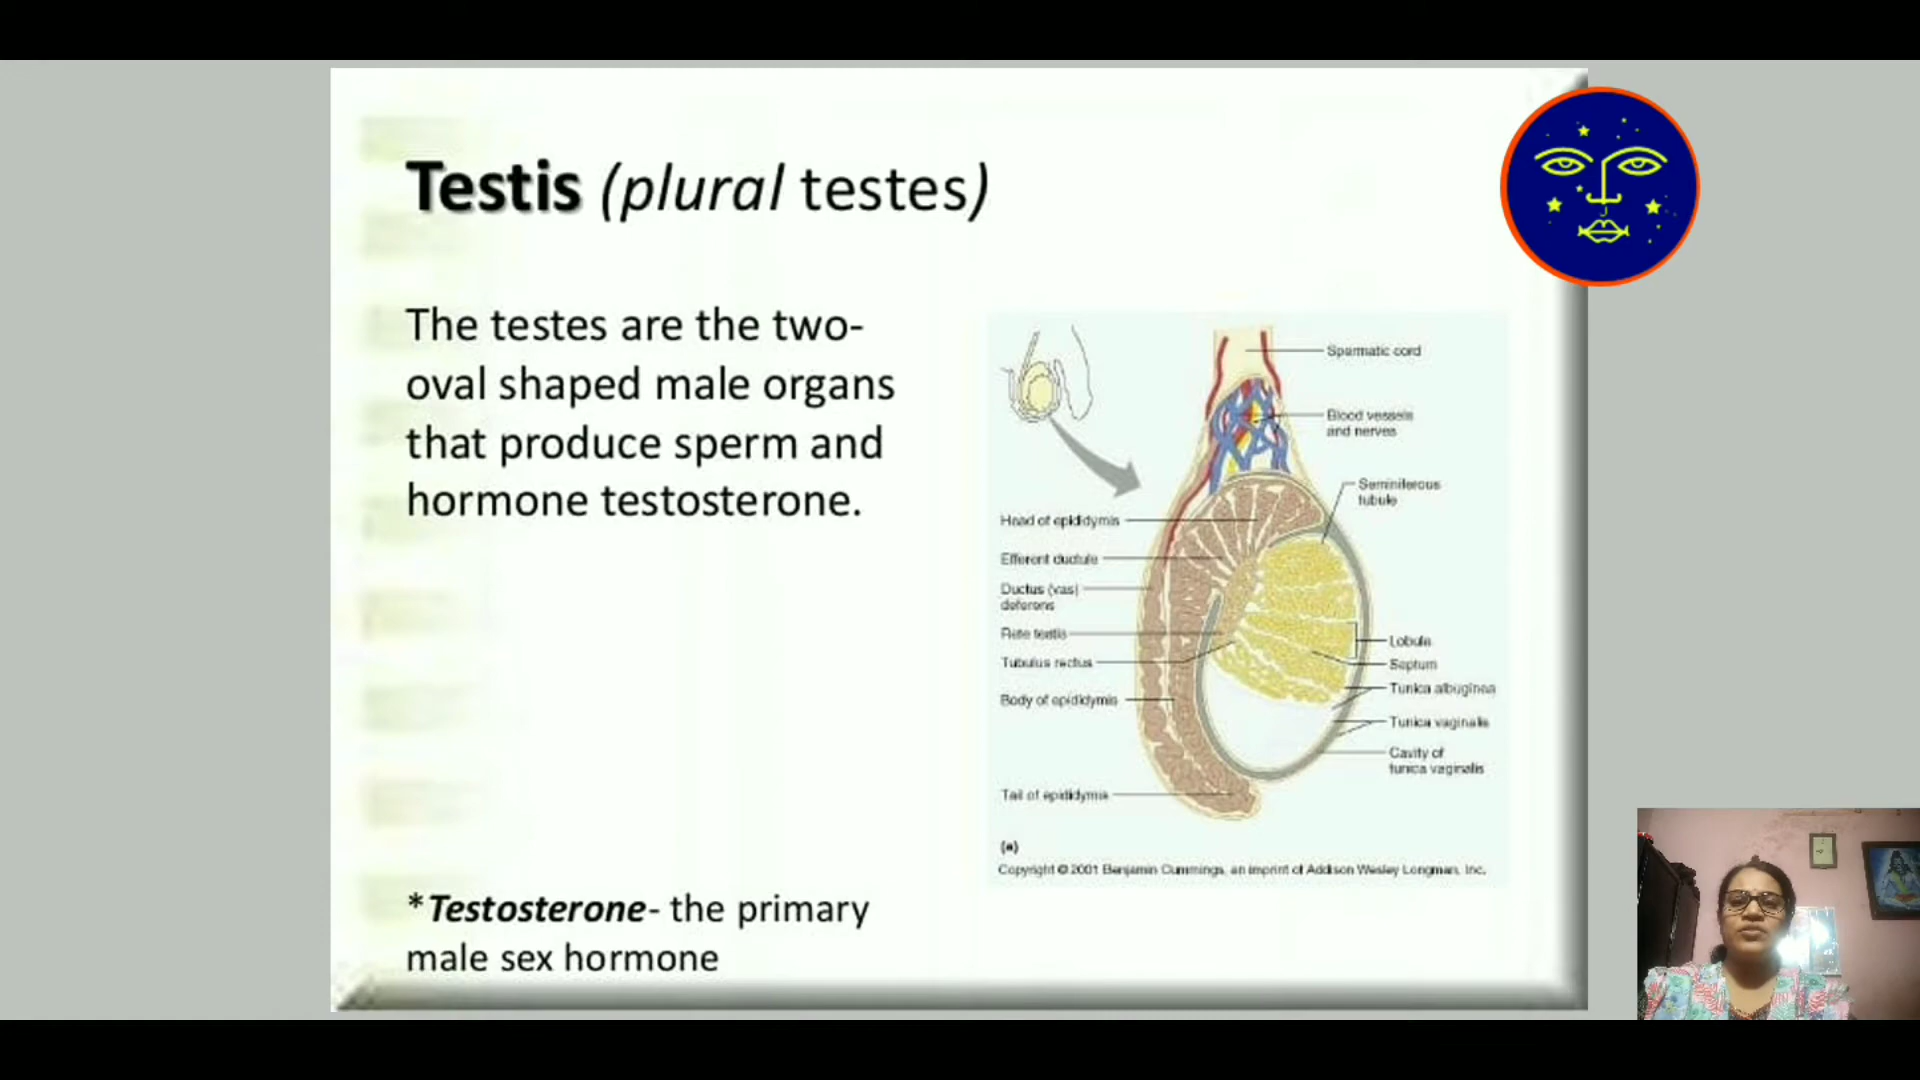 Testis (plural testes)
The testes are the two-
oval shaped male organs
that produce sperm and
hormone testosterone.
*Testosterone- the primary
male sex hormone
Spermatic cord
Blood vessels
and nerves
Seminiferous
tubule
Head of epididymis
Efferent ductule
Ductus (vas)
deferens
Rete testis
Tubulus rectus
Body of epididymis
Tail of epididymis
Lobule
Septum
Tunica albuginea
Tunica vaginalis
Cavity of
tunica vaginalis
(a)
Copyright © 2001 Benjamin Cummings, an imprint of Addison Wesley Longman, Inc.